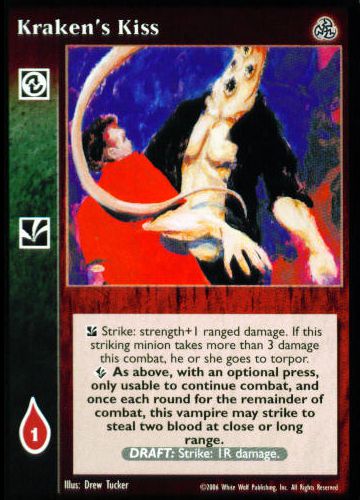 Kraken's Kiss
Strike: strength+1 ranged damage. If this
striking minion takes more than 3 damage
this combat, he or she goes to torpor.
As above, with an optional press,
only usable to continue combat, and
once each round for the remainder of
combat, this vampire may strike to
steal two blood at close or long
range.
DRAFT: Strike: 1R damage.
1
Illus: Drew Tucker
©2006 White Wolf Publishing, Inc. All Rights Reserved